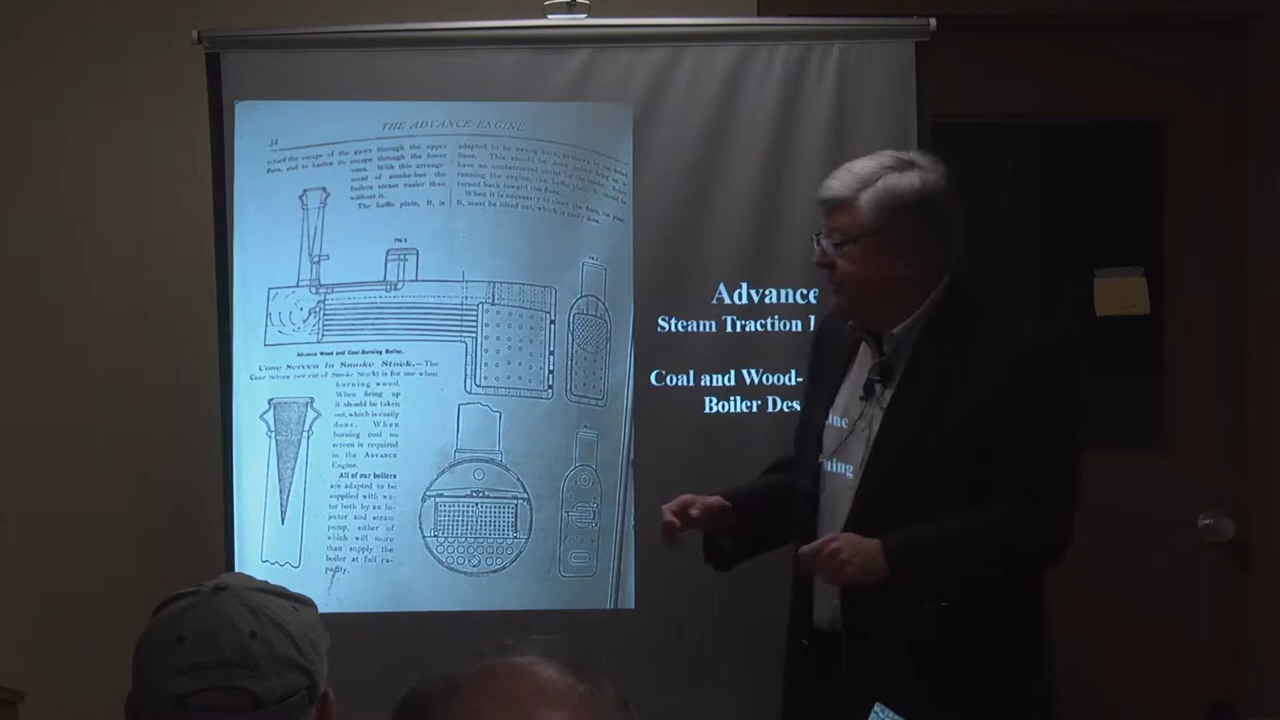 THE ADVANCE ENGINE
34
retard the escape of the gases through the upper
flues, and to hasten its escape through the lower
ones. With this arrange-
ment of smoke-box the
boilers steam easier than
without it.
The baffle plate, B, is
adapted to be swung back, as shown by the dotted
lines. This should be done before firing up, to
have an unobstructed outlet for the smoke. Before
running the engine, the baffle plate, B, should be
turned back toward the flues.
When it is necessary to clean the flues, the plate,
B, must be lifted out, which is easily done.
Advance Wood and Coal-Burning Boiler.
Cone Screen in Smoke Stack.—The
Cone Screen (see cut of Smoke Stack) is for use when
burning wood.
When firing up
it should be taken
out, which is easily
done. When
burning coal no
screen is required
in the ADVANCE
Engine.
All of our boilers
are adapted to be
supplied with wa-
ter both by an in-
jector and steam
pump, either of
which will more
than supply the
boiler at full ca-
pacity.
Advance
Steam Traction
Coal and Wood-
Boiler Des